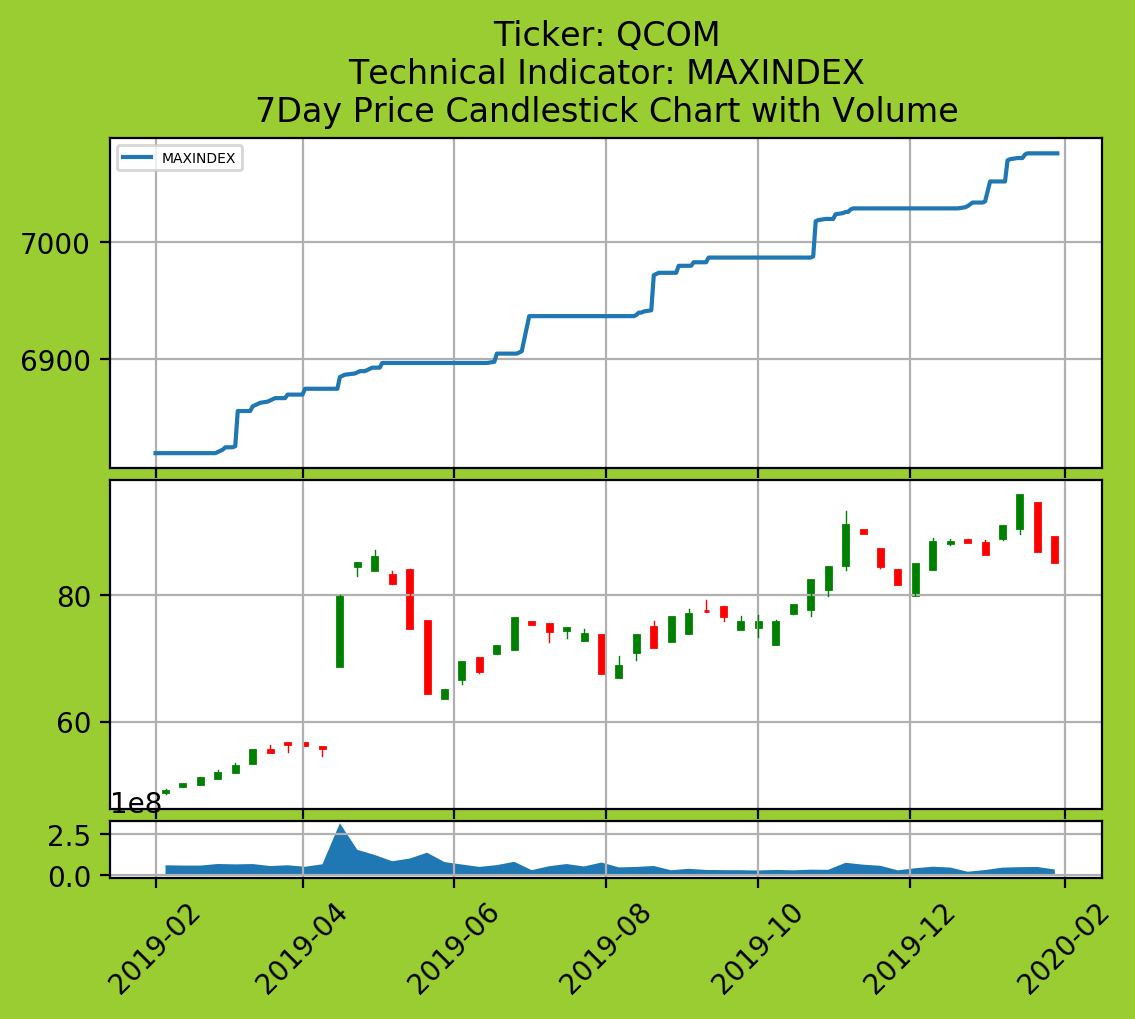 Ticker: QCOM
Technical Indicator: MAXINDEX
7Day Price Candlestick Chart with Volume
MAXINDEX
7000
6900
80
60
1e8
2.5
0.0
2019-02
2019-04
2019-06
2019-08
2019-10
2019-12
2020-02